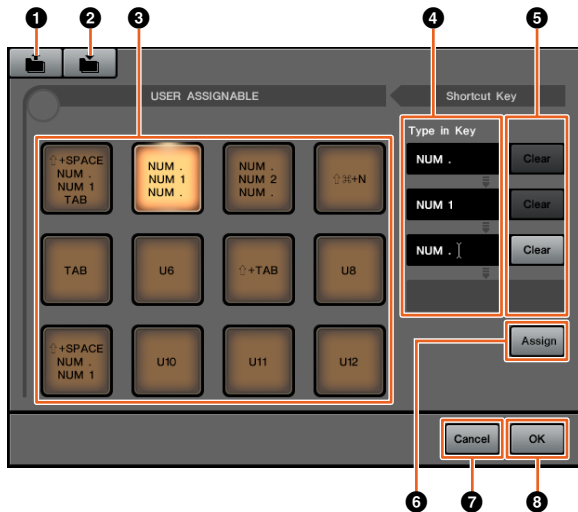 1 2 3 4 5
USER ASSIGNABLE
Shortcut Key
Type in Key
⇧+SPACE
NUM .
NUM 1
TAB
NUM .
NUM 1
NUM .
NUM .
NUM 2
NUM .
⇧⌘+N
NUM .
Clear
NUM 1
Clear
TAB
U6
⇧+TAB
U8
NUM .
Clear
⇧+SPACE
NUM .
NUM 1
U10
U11
U12
Assign
Cancel
OK
6 7 8